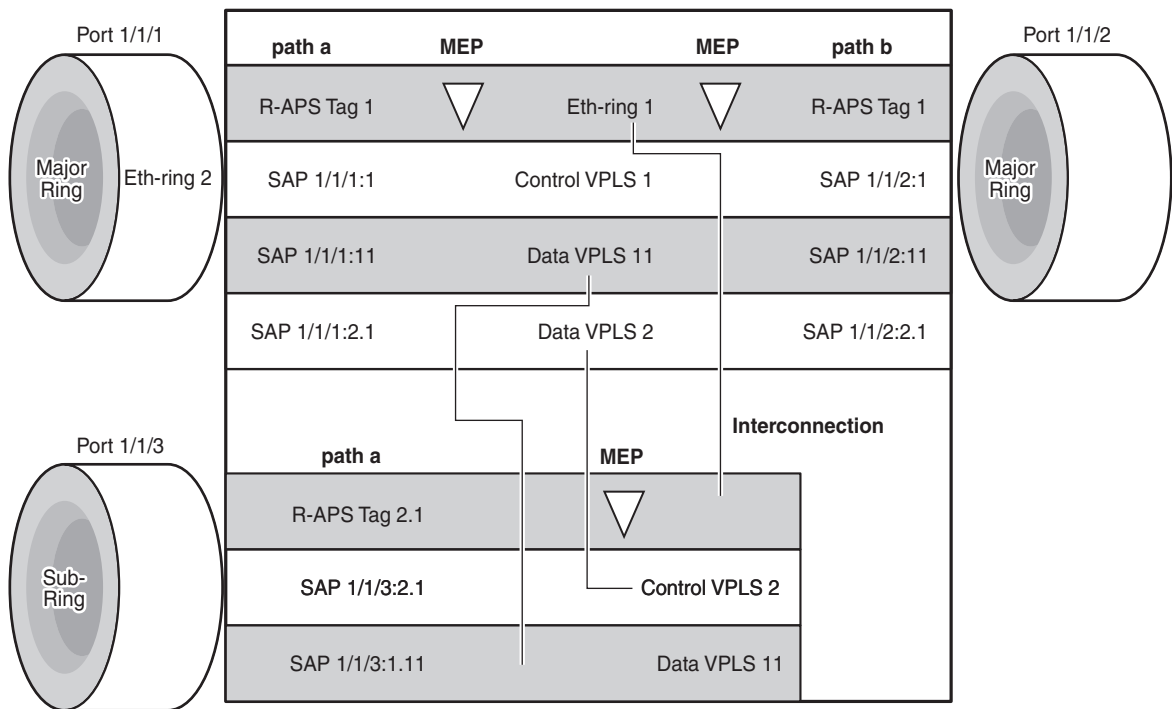 Port 1/1/1
Port 1/1/2
path a MEP MEP path b
R-APS Tag 1 Eth-ring 1 R-APS Tag 1
Major
Ring
Eth-ring 2
SAP 1/1/1:1 Control VPLS 1 SAP 1/1/2:1
Major
Ring
SAP 1/1/1:11 Data VPLS 11 SAP 1/1/2:11
SAP 1/1/1:2.1 Data VPLS 2 SAP 1/1/2:2.1
Interconnection
Port 1/1/3
path a MEP
R-APS Tag 2.1
Sub-
Ring
SAP 1/1/3:2.1 Control VPLS 2
SAP 1/1/3:1.11 Data VPLS 11